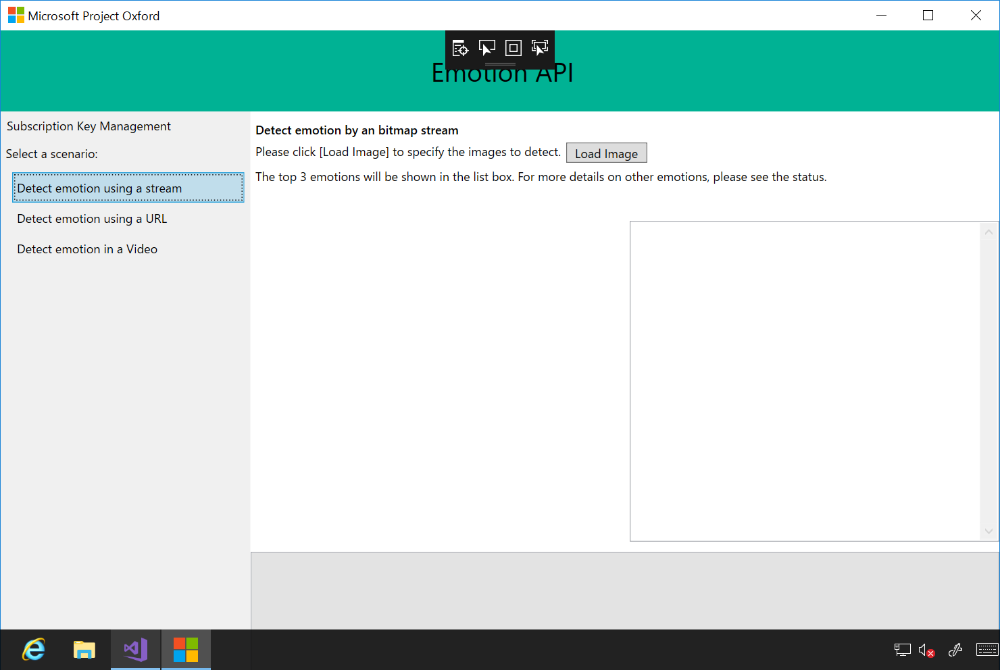 Microsoft Project Oxford
Emotion API
Subscription Key Management
Select a scenario:
Detect emotion using a stream
Detect emotion using a URL
Detect emotion in a Video
Detect emotion by an bitmap stream
Please click [Load Image] to specify the images to detect. Load Image
The top 3 emotions will be shown in the list box. For more details on other emotions, please see the status.